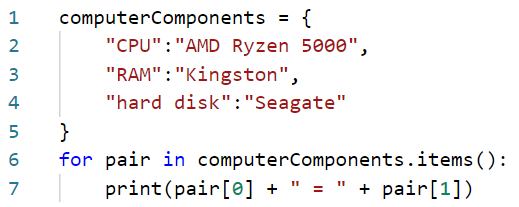 1 computerComponents = {
2     "CPU":"AMD Ryzen 5000",
3     "RAM":"Kingston",
4     "hard disk":"Seagate"
5 }
6 for pair in computerComponents.items():
7     print(pair[0] + " = " + pair[1])